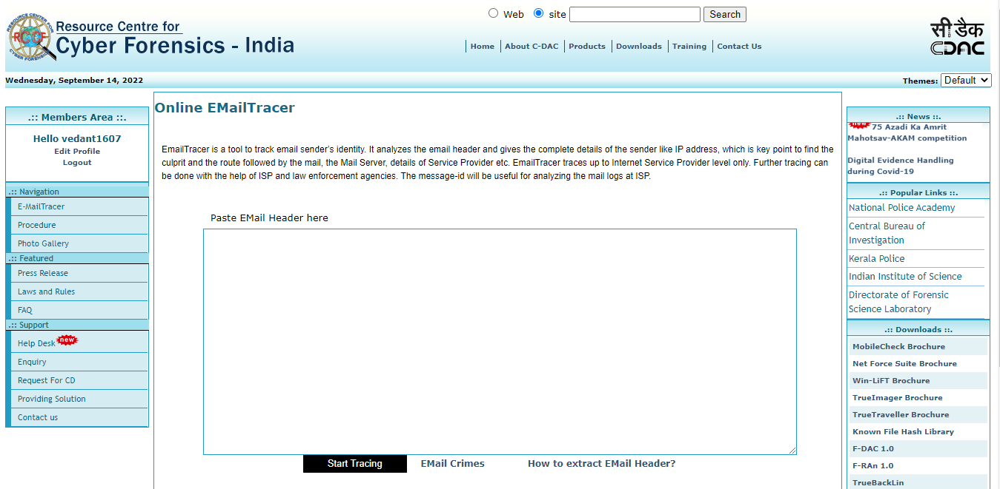 Web site Search
RESOURCE CENTER FOR
RCCF
CYBER FORENSICS
Resource Centre for
Cyber Forensics - India
Home About C-DAC Products Downloads Training Contact Us
सी डैक
CDAC
Wednesday, September 14, 2022
Themes: Default
.:: Members Area ::.
Hello vedant1607
Edit Profile
Logout
.:: Navigation
E-MailTracer
Procedure
Photo Gallery
.:: Featured
Press Release
Laws and Rules
FAQ
.:: Support
Help Desk new
Enquiry
Request For CD
Providing Solution
Contact us
Online EMailTracer
EmailTracer is a tool to track email sender's identity. It analyzes the email header and gives the complete details of the sender like IP address, which is key point to find the
culprit and the route followed by the mail, the Mail Server, details of Service Provider etc. EmailTracer traces up to Internet Service Provider level only. Further tracing can
be done with the help of ISP and law enforcement agencies. The message-id will be useful for analyzing the mail logs at ISP.
Paste EMail Header here
Start Tracing EMail Crimes How to extract EMail Header?
.:: News ::.
new 75 Azadi Ka Amrit
Mahotsav-AKAM competition
Digital Evidence Handling
during Covid-19
.:: Popular Links ::.
National Police Academy
Central Bureau of
Investigation
Kerala Police
Indian Institute of Science
Directorate of Forensic
Science Laboratory
.:: Downloads ::.
MobileCheck Brochure
Net Force Suite Brochure
Win-LiFT Brochure
TrueImager Brochure
TrueTraveller Brochure
Known File Hash Library
F-DAC 1.0
F-RAn 1.0
TrueBackLin